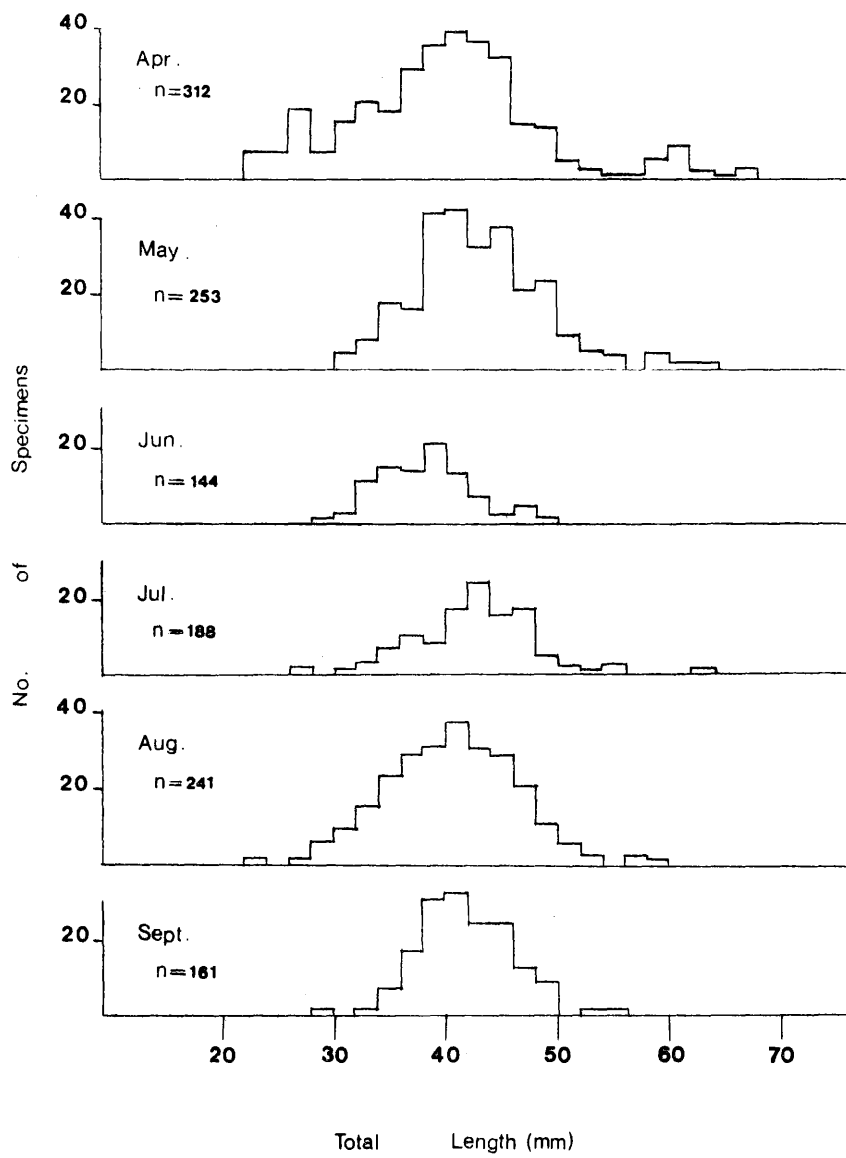 40
Apr.
n=312
20
40
May.
n=253
20
Jun.
20
n=144
20
Jul.
n=188
40
Aug.
20
n=241
Sept.
20
n=161
No. of Specimens
20 30 40 50 60 70
Total Length (mm)